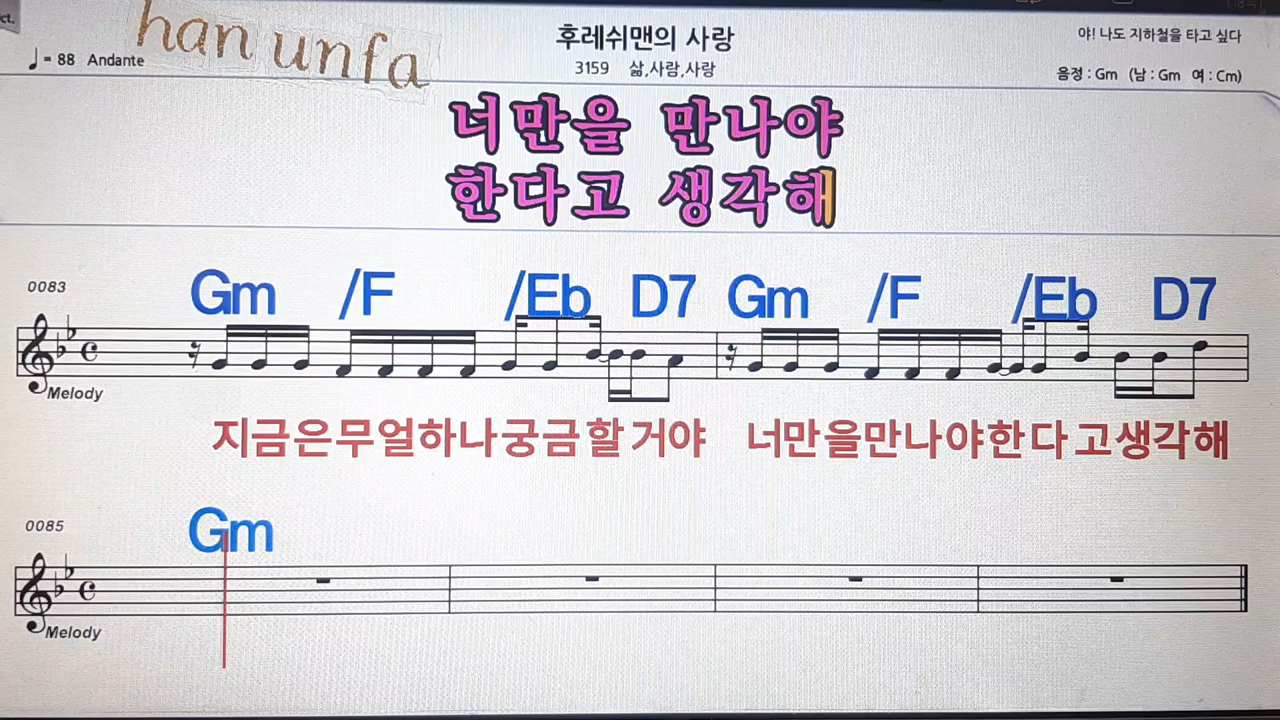 ct.
han unfa
♩= 88 Andante
후레쉬맨의 사랑
3159 삶,사람,사랑
야! 나도 지하철을 타고 싶다
음정 : Gm (남 : Gm 여 : Cm)
너만을 만나야
한다고 생각해
0083
Gm /F /Eb D7 Gm /F /Eb D7
Melody
지금은무얼하나궁금할거야 너만을만나야한다고생각해
0085
Gm
Melody